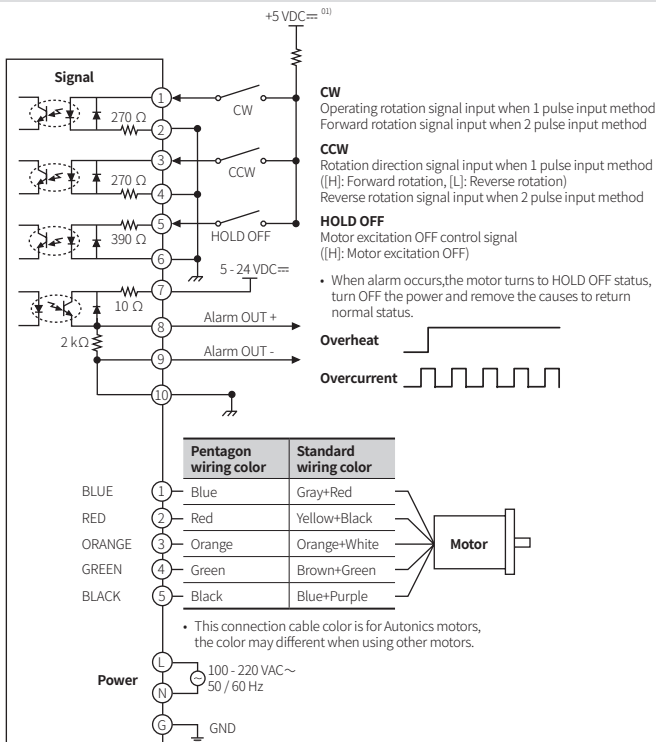 +5 VDC⎓ 01)
Signal
1
270 Ω
2
CW
3
270 Ω
4
CCW
5
390 Ω
HOLD OFF
6
5 - 24 VDC⎓
7
10 Ω
8
Alarm OUT +
2 kΩ
9
Alarm OUT -
10
CW
Operating rotation signal input when 1 pulse input method
Forward rotation signal input when 2 pulse input method
CCW
Rotation direction signal input when 1 pulse input method
([H]: Forward rotation, [L]: Reverse rotation)
Reverse rotation signal input when 2 pulse input method
HOLD OFF
Motor excitation OFF control signal
([H]: Motor excitation OFF)
• When alarm occurs,the motor turns to HOLD OFF status,
turn OFF the power and remove the causes to return
normal status.
Overheat
Overcurrent
Pentagon wiring color Standard wiring color
BLUE 1 Blue Gray+Red
RED 2 Red Yellow+Black
ORANGE 3 Orange Orange+White
GREEN 4 Green Brown+Green
BLACK 5 Black Blue+Purple
Motor
• This connection cable color is for Autonics motors,
the color may different when using other motors.
Power
L
N
100 - 220 VAC～
50 / 60 Hz
G
GND